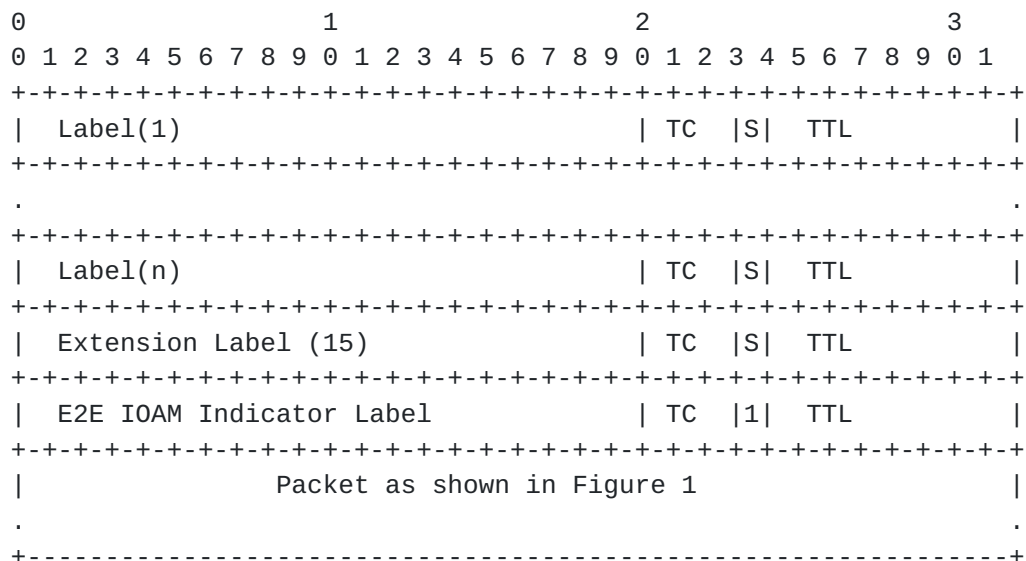 0                   1                   2                   3
0 1 2 3 4 5 6 7 8 9 0 1 2 3 4 5 6 7 8 9 0 1 2 3 4 5 6 7 8 9 0 1
+-+-+-+-+-+-+-+-+-+-+-+-+-+-+-+-+-+-+-+-+-+-+-+-+-+-+-+-+-+-+-+-+
|  Label(1)                             | TC  |S|  TTL          |
+-+-+-+-+-+-+-+-+-+-+-+-+-+-+-+-+-+-+-+-+-+-+-+-+-+-+-+-+-+-+-+-+
.                                                               .
+-+-+-+-+-+-+-+-+-+-+-+-+-+-+-+-+-+-+-+-+-+-+-+-+-+-+-+-+-+-+-+-+
|  Label(n)                             | TC  |S|  TTL          |
+-+-+-+-+-+-+-+-+-+-+-+-+-+-+-+-+-+-+-+-+-+-+-+-+-+-+-+-+-+-+-+-+
|  Extension Label (15)                 | TC  |S|  TTL          |
+-+-+-+-+-+-+-+-+-+-+-+-+-+-+-+-+-+-+-+-+-+-+-+-+-+-+-+-+-+-+-+-+
|  E2E IOAM Indicator Label             | TC  |1|  TTL          |
+-+-+-+-+-+-+-+-+-+-+-+-+-+-+-+-+-+-+-+-+-+-+-+-+-+-+-+-+-+-+-+-+
|                Packet as shown in Figure 1                    |
.                                                               .
+---------------------------------------------------------------+